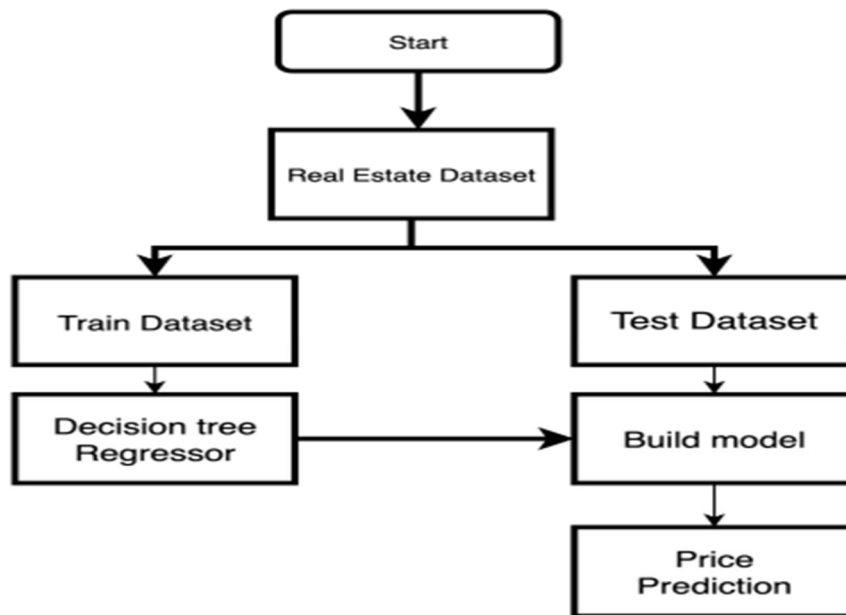 Start
Real Estate Dataset
Train Dataset
Test Dataset
Decision tree
Regressor
Build model
Price
Prediction